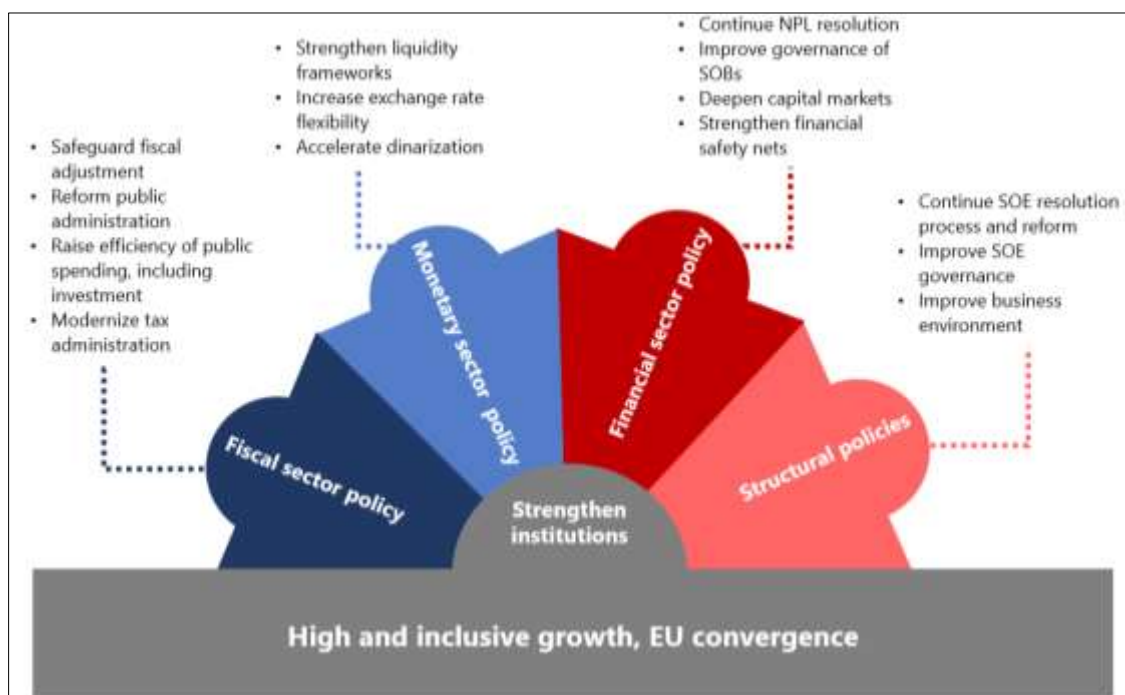 • Safeguard fiscal
adjustment
• Reform public
administration
• Raise efficiency of public
spending, including
investment
• Modernize tax
administration
• Strengthen liquidity
frameworks
• Increase exchange rate
flexibility
• Accelerate dinarization
• Continue NPL resolution
• Improve governance of
SOBs
• Deepen capital markets
• Strengthen financial
safety nets
• Continue SOE resolution
process and reform
• Improve SOE
governance
• Improve business
environment
Fiscal sector policy
Monetary sector policy
Financial sector policy
Structural policies
Strengthen
institutions
High and inclusive growth, EU convergence